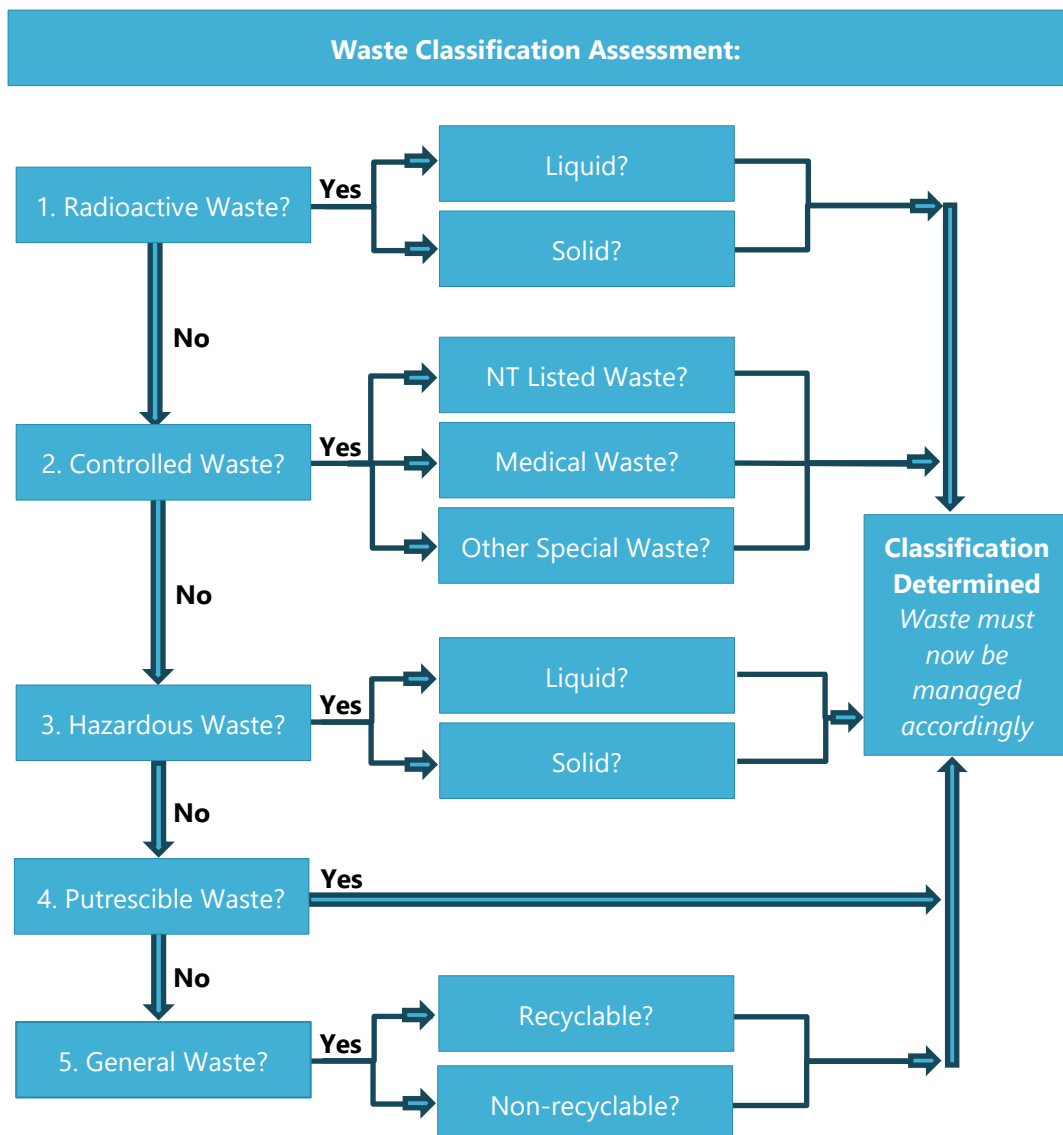 Waste Classification Assessment:
1. Radioactive Waste?
Yes
Liquid?
Solid?
No
2. Controlled Waste?
Yes
NT Listed Waste?
Medical Waste?
Other Special Waste?
No
3. Hazardous Waste?
Yes
Liquid?
Solid?
No
4. Putrescible Waste?
Yes
No
5. General Waste?
Yes
Recyclable?
Non-recyclable?
Classification
Determined
Waste must
now be
managed
accordingly